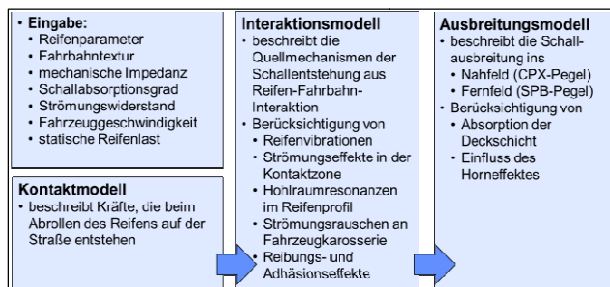 • Eingabe:
• Reifenparameter
• Fahrbahntextur
• mechanische Impedanz
• Schallabsorptionsgrad
• Strömungswiderstand
• Fahrzeuggeschwindigkeit
• statische Reifenlast
Kontaktmodell
• beschreibt Kräfte, die beim
Abrollen des Reifens auf der
Straße entstehen
Interaktionsmodell
- beschreibt die
Quellmechanismen der
Schallentstehung aus
Reifen-Fahrbahn-
Interaktion
• Berücksichtigung von
• Reifenvibrationen
- Strömungseffekte in der
Kontaktzone
• Hohlraumresonanzen
im Reifenprofil
- Strömungsrauschen an
Fahrzeugkarosserie
• Reibungs- und
Adhäsionseffekte
Ausbreitungsmodell
• beschreibt die Schall-
ausbreitung ins
• Nahfeld (CPX-Pegel)
• Fernfeld (SPB-Pegel)
• Berücksichtigung von
• Absorption der
Deckschicht
- Einfluss des
Horneffektes